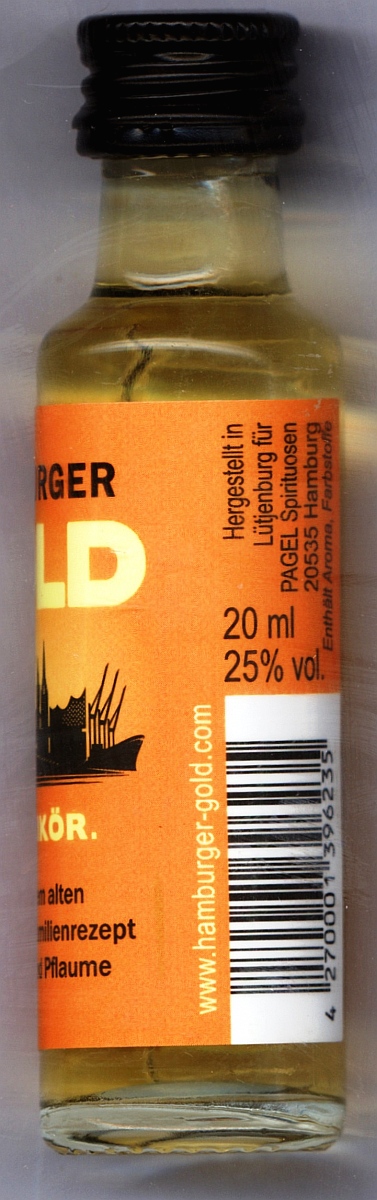 RGER
LD
KÖR.
m alten
milienrezept
d Pflaume
www.hamburger-gold.com
Hergestellt in
Lütjenburg für
PAGEL Spirituosen
20535 Hamburg
Enthält Aroma, Farbstoffe
20 ml
25% vol.
4 270001 396235